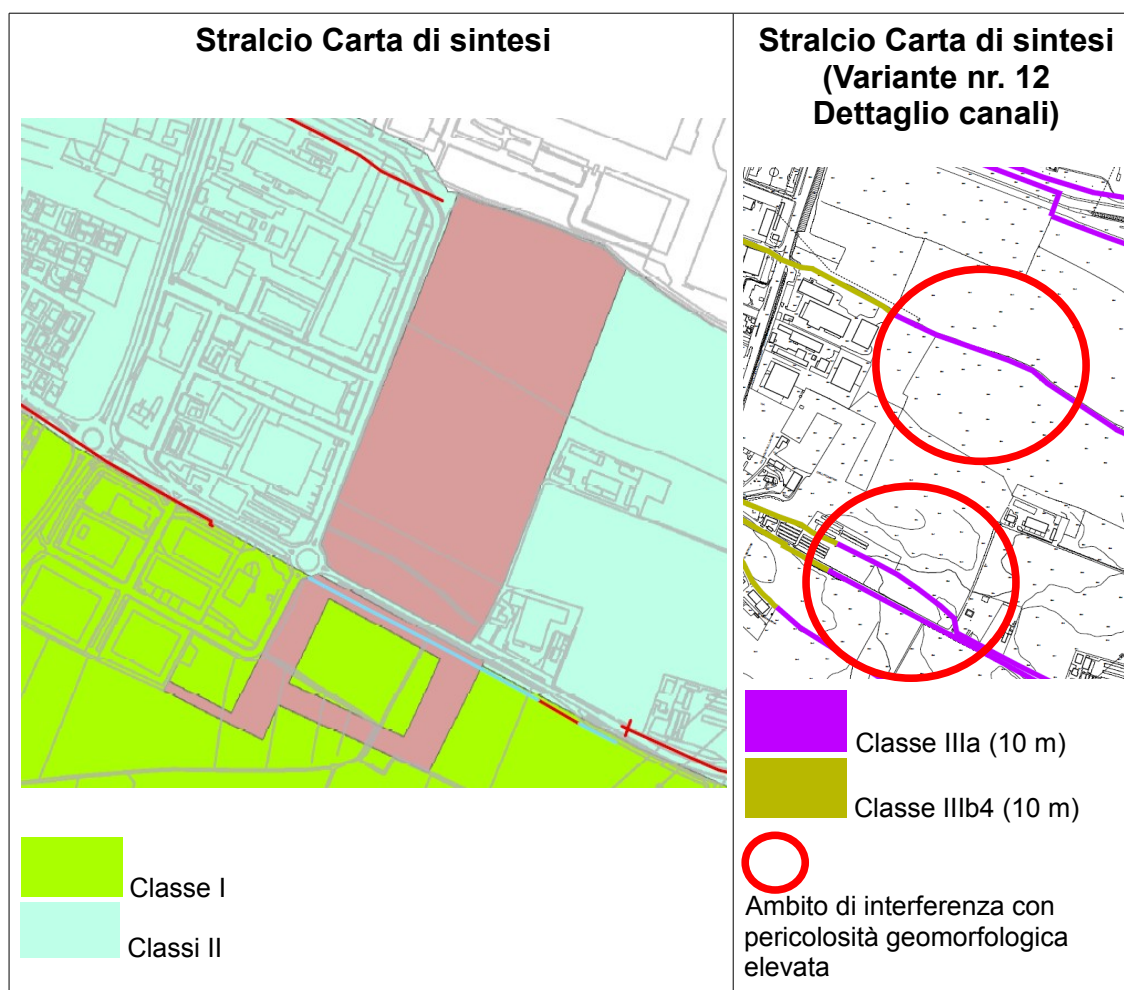 Stralcio Carta di sintesi
Classe I
Classi II
Stralcio Carta di sintesi
(Variante nr. 12
Dettaglio canali)
Classe IIIa (10 m)
Classe IIIb4 (10 m)
Ambito di interferenza con
pericolosità geomorfologica
elevata